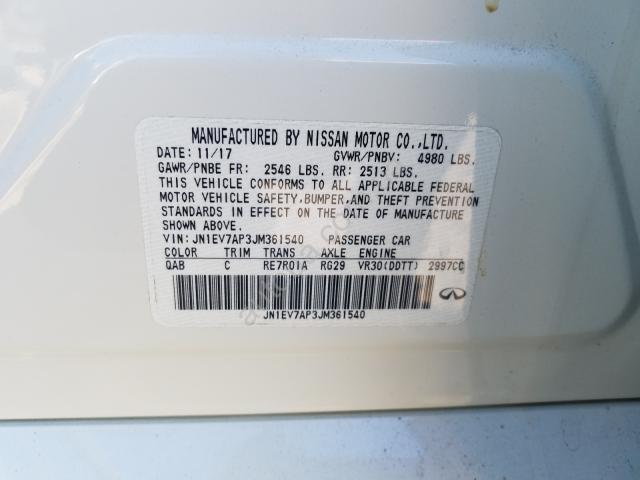 MANUFACTURED BY NISSAN MOTOR CO.,LTD.
DATE: 11/17 GVWR/PNBV: 4980 LBS.
GAWR/PNBE FR: 2546 LBS. RR: 2513 LBS.
THIS VEHICLE CONFORMS TO ALL APPLICABLE FEDERAL
MOTOR VEHICLE SAFETY,BUMPER,AND THEFT PREVENTION
STANDARDS IN EFFECT ON THE DATE OF MANUFACTURE
SHOWN ABOVE.
VIN: JN1EV7AP3JM361540 PASSENGER CAR
COLOR TRIM TRANS AXLE ENGINE
QAB C RE7R01A RG29 VR30(DDTT) 2997CC
JN1EV7AP3JM361540